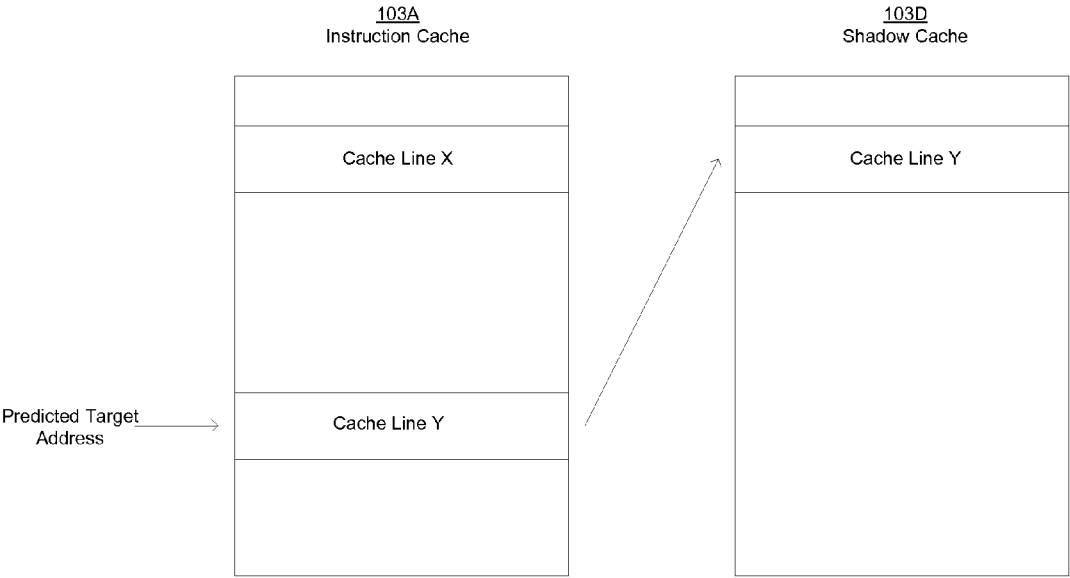 103A
Instruction Cache
103D
Shadow Cache
Cache Line X
Cache Line Y
Predicted Target
Address
Cache Line Y